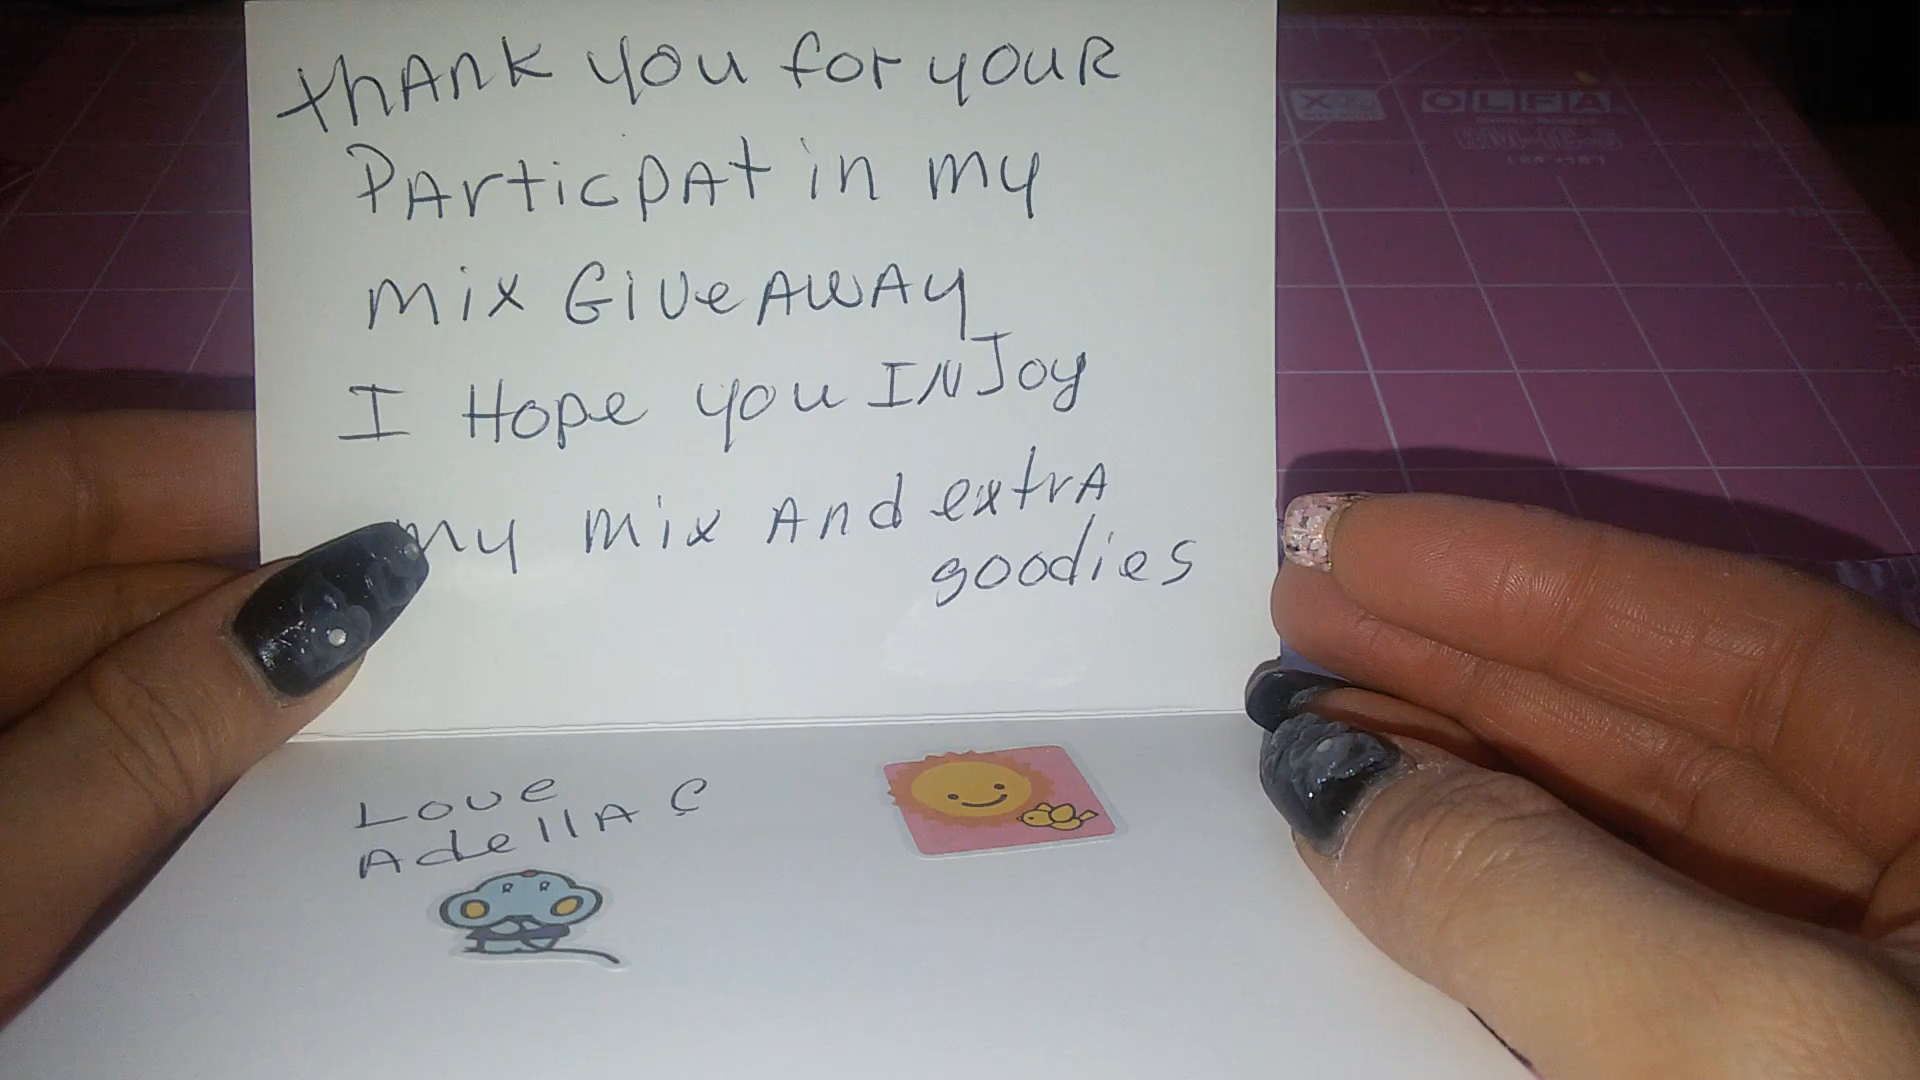 thANK you for youR
PArticpAt in my
mix GiveAWAy
I Hope you INJoy
my mix And extrA
goodies
Love
AdellA C
OLFA